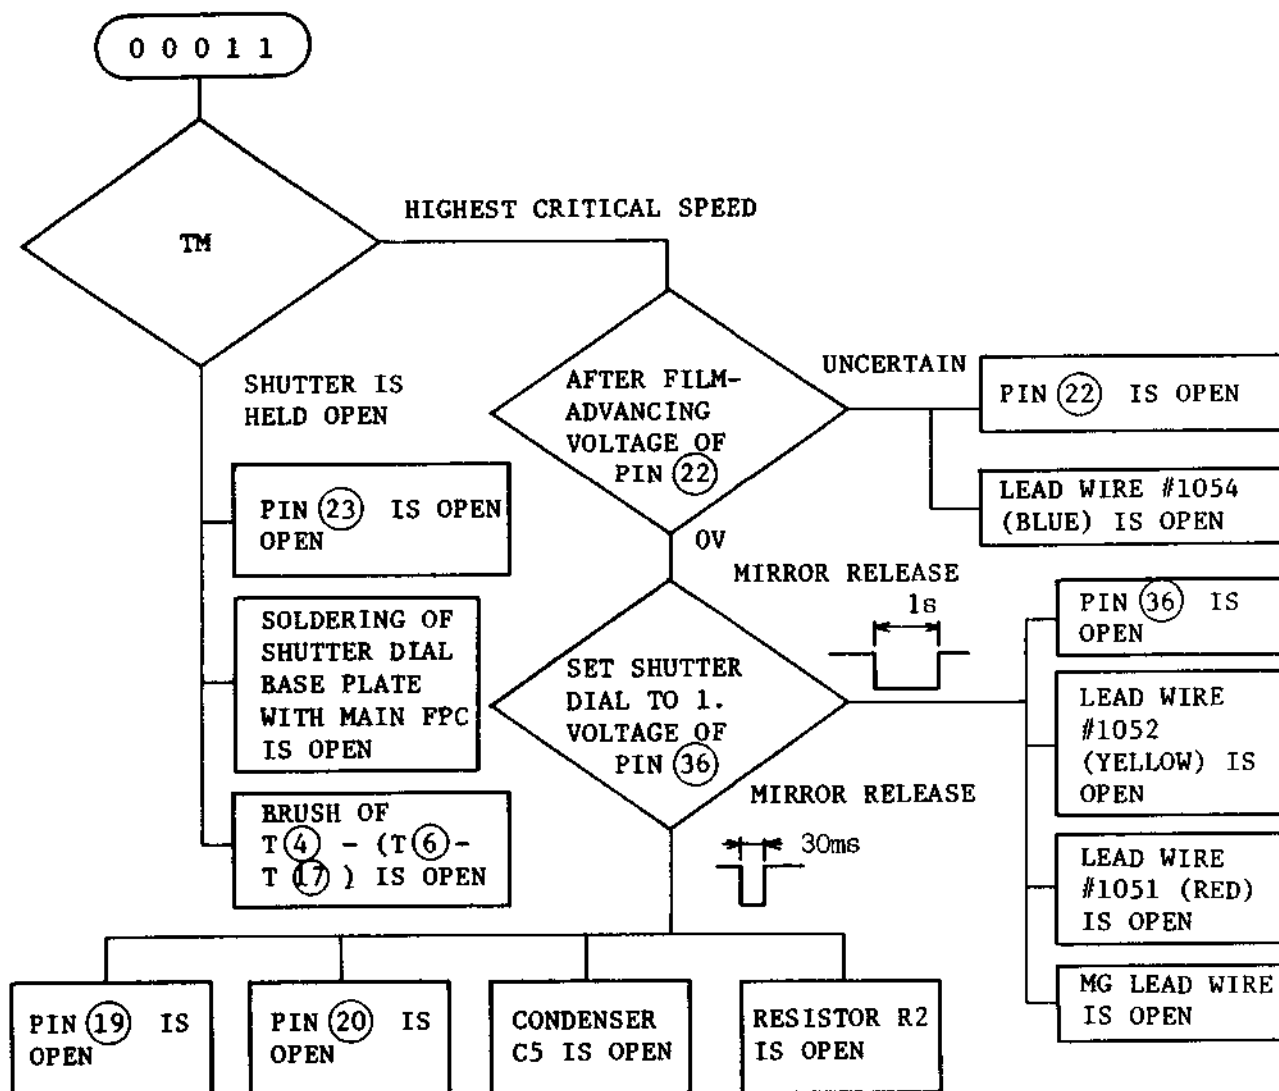 0 0 0 1 1
TM
HIGHEST CRITICAL SPEED
SHUTTER IS
HELD OPEN
AFTER FILM-
ADVANCING
VOLTAGE OF
PIN 22
UNCERTAIN
PIN 22 IS OPEN
LEAD WIRE #1054
(BLUE) IS OPEN
PIN 23 IS OPEN
OPEN
OV
MIRROR RELEASE
1s
SOLDERING OF
SHUTTER DIAL
BASE PLATE
WITH MAIN FPC
IS OPEN
SET SHUTTER
DIAL TO 1.
VOLTAGE OF
PIN 36
PIN 36 IS
OPEN
LEAD WIRE
#1052
(YELLOW) IS
OPEN
MIRROR RELEASE
30ms
BRUSH OF
T 4 - (T 6 -
T 17 ) IS OPEN
LEAD WIRE
#1051 (RED)
IS OPEN
MG LEAD WIRE
IS OPEN
PIN 19 IS
OPEN
PIN 20 IS
OPEN
CONDENSER
C5 IS OPEN
RESISTOR R2
IS OPEN